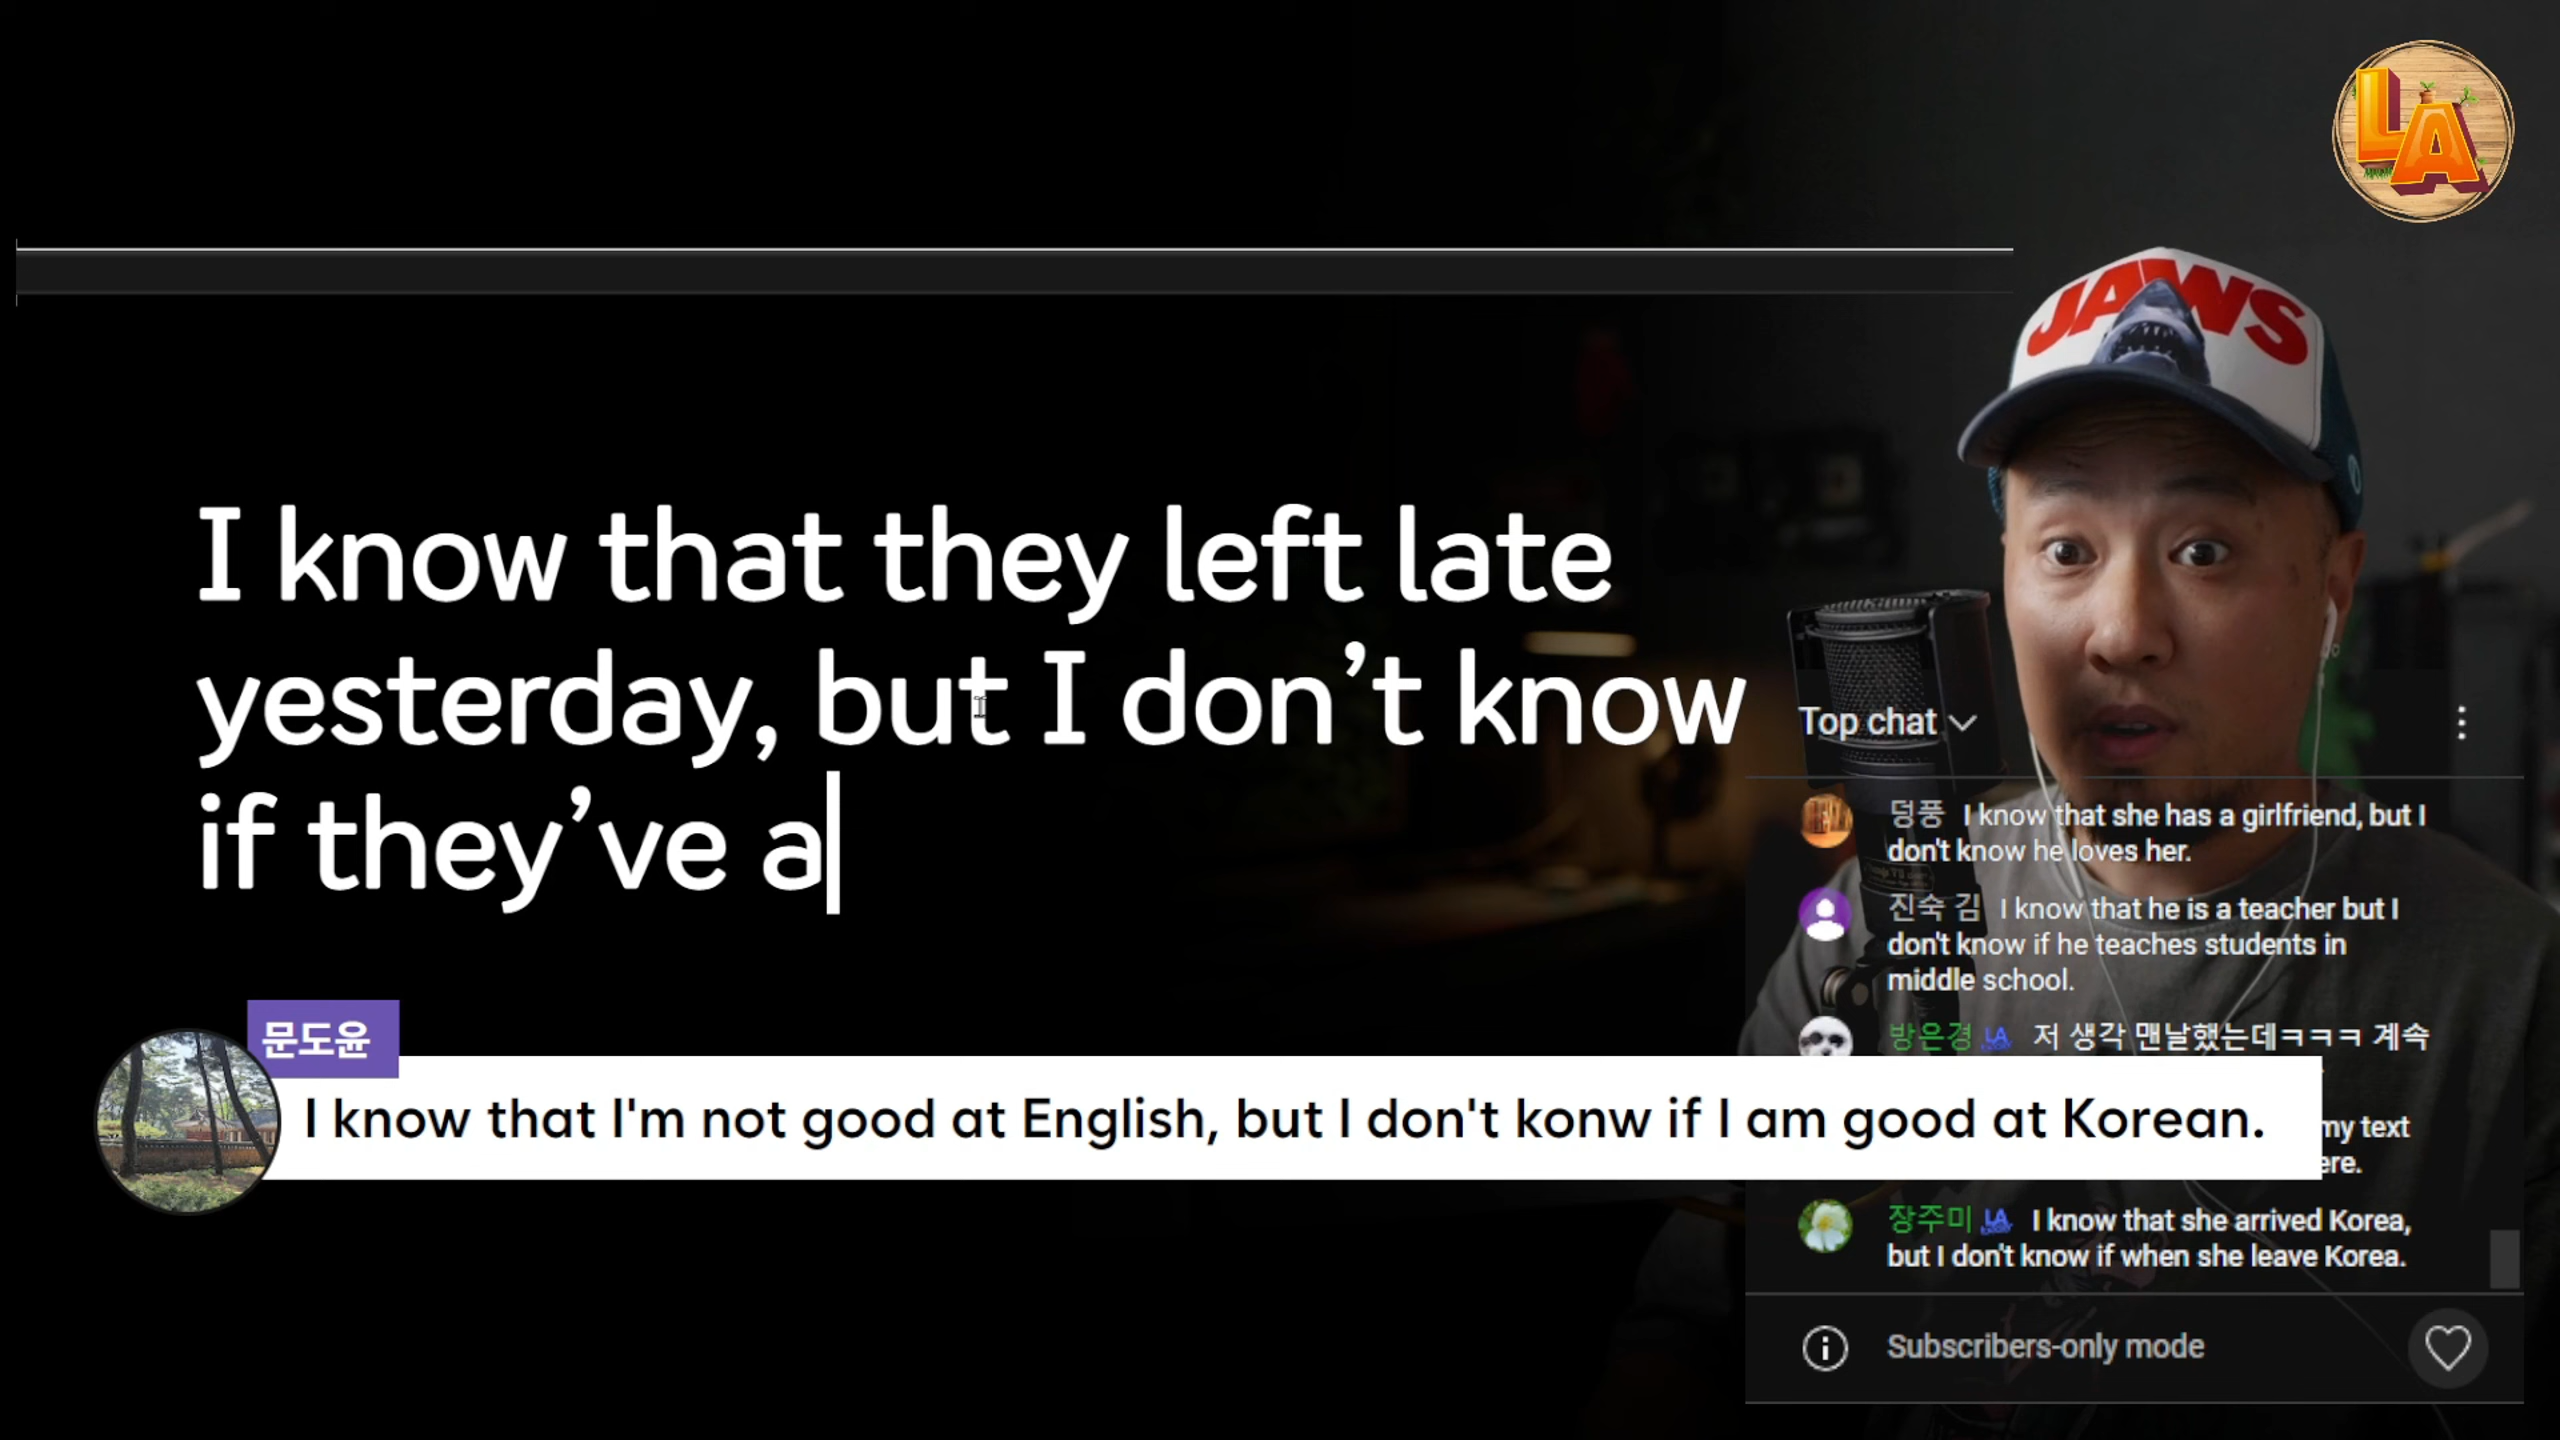 LA
JAWS
I know that they left late
yesterday, but I don’t know
if they’ve a
Top chat
덩풍 I know that she has a girlfriend, but I
don't know he loves her.
진숙 김 I know that he is a teacher but I
don't know if he teaches students in
middle school.
방은경 LA 저 생각 맨날했는데ㅋㅋㅋ 계속
문도윤
I know that I'm not good at English, but I don't konw if I am good at Korean.
my text
장주미 LA I know that she arrived Korea,
but I don't know if when she leave Korea.
Subscribers-only mode